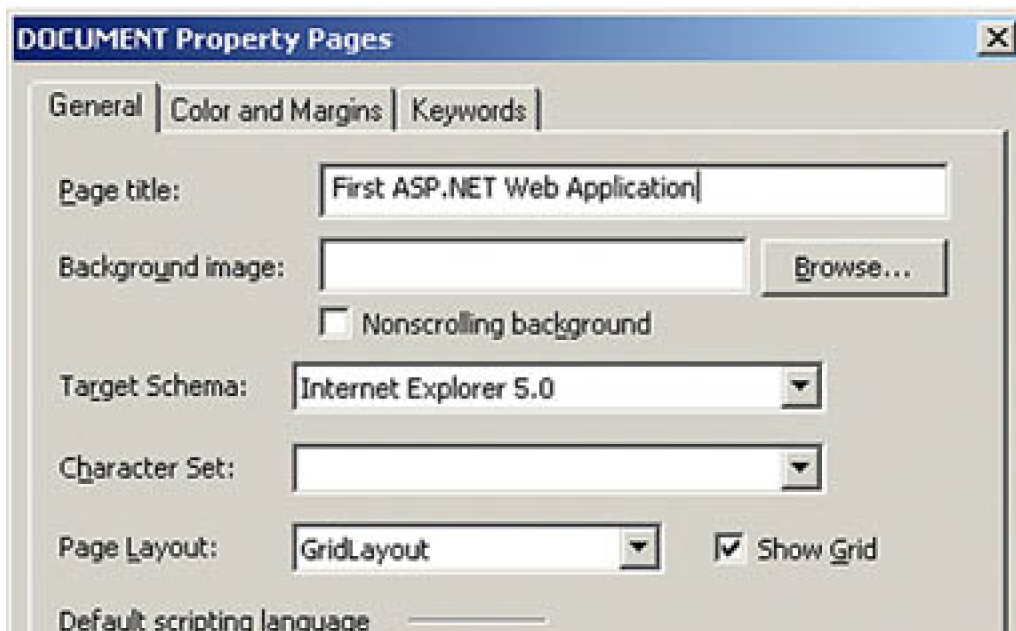 DOCUMENT Property Pages
General Color and Margins Keywords
Page title: First ASP.NET Web Application
Background image: Browse...
Nonscrolling background
Target Schema: Internet Explorer 5.0
Character Set:
Page Layout: GridLayout Show Grid
Default scripting language